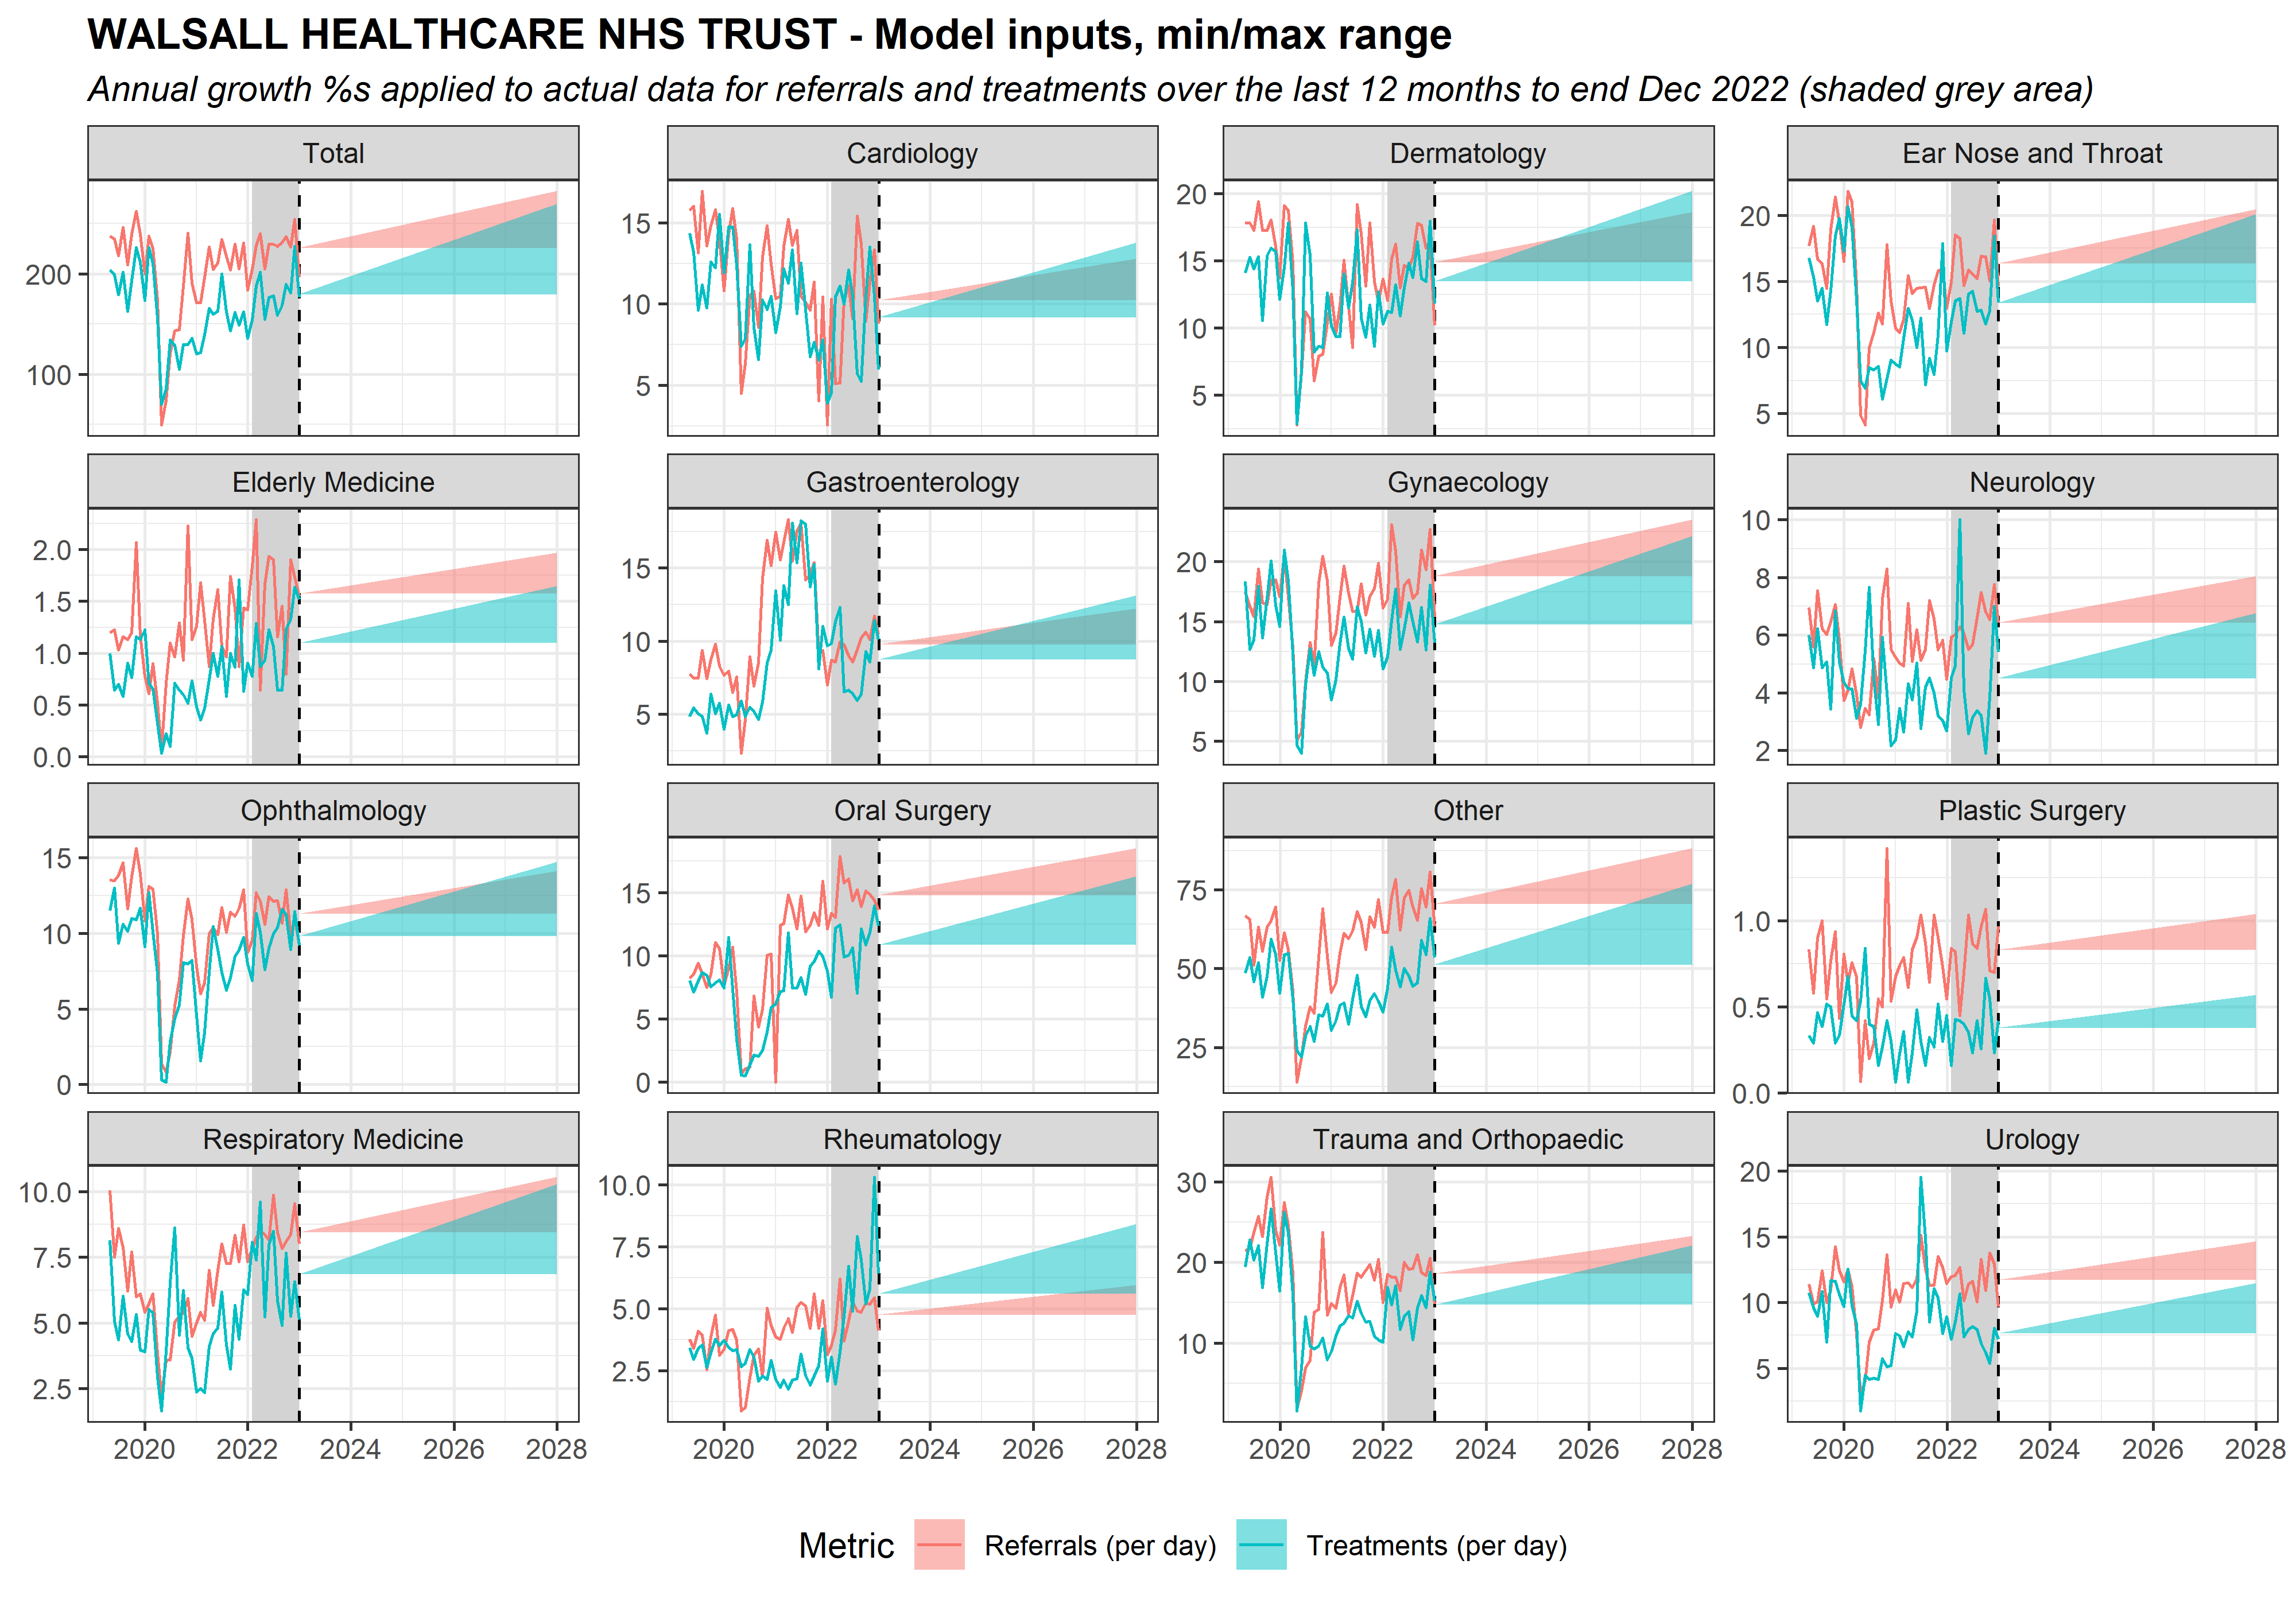 WALSALL HEALTHCARE NHS TRUST - Model inputs, min/max range
Annual growth %s applied to actual data for referrals and treatments over the last 12 months to end Dec 2022 (shaded grey area)
Total
Cardiology
Dermatology
Ear Nose and Throat
200
100
15
10
5
20
15
10
5
20
15
10
5
Elderly Medicine
Gastroenterology
Gynaecology
Neurology
2.0
1.5
1.0
0.5
0.0
15
10
5
20
15
10
5
10
8
6
4
2
Ophthalmology
Oral Surgery
Other
Plastic Surgery
15
10
5
0
15
10
5
0
75
50
25
1.0
0.5
0.0
Respiratory Medicine
Rheumatology
Trauma and Orthopaedic
Urology
10.0
7.5
5.0
2.5
10.0
7.5
5.0
2.5
30
20
10
20
15
10
5
2020 2022 2024 2026 2028
2020 2022 2024 2026 2028
2020 2022 2024 2026 2028
2020 2022 2024 2026 2028
Metric Referrals (per day) Treatments (per day)